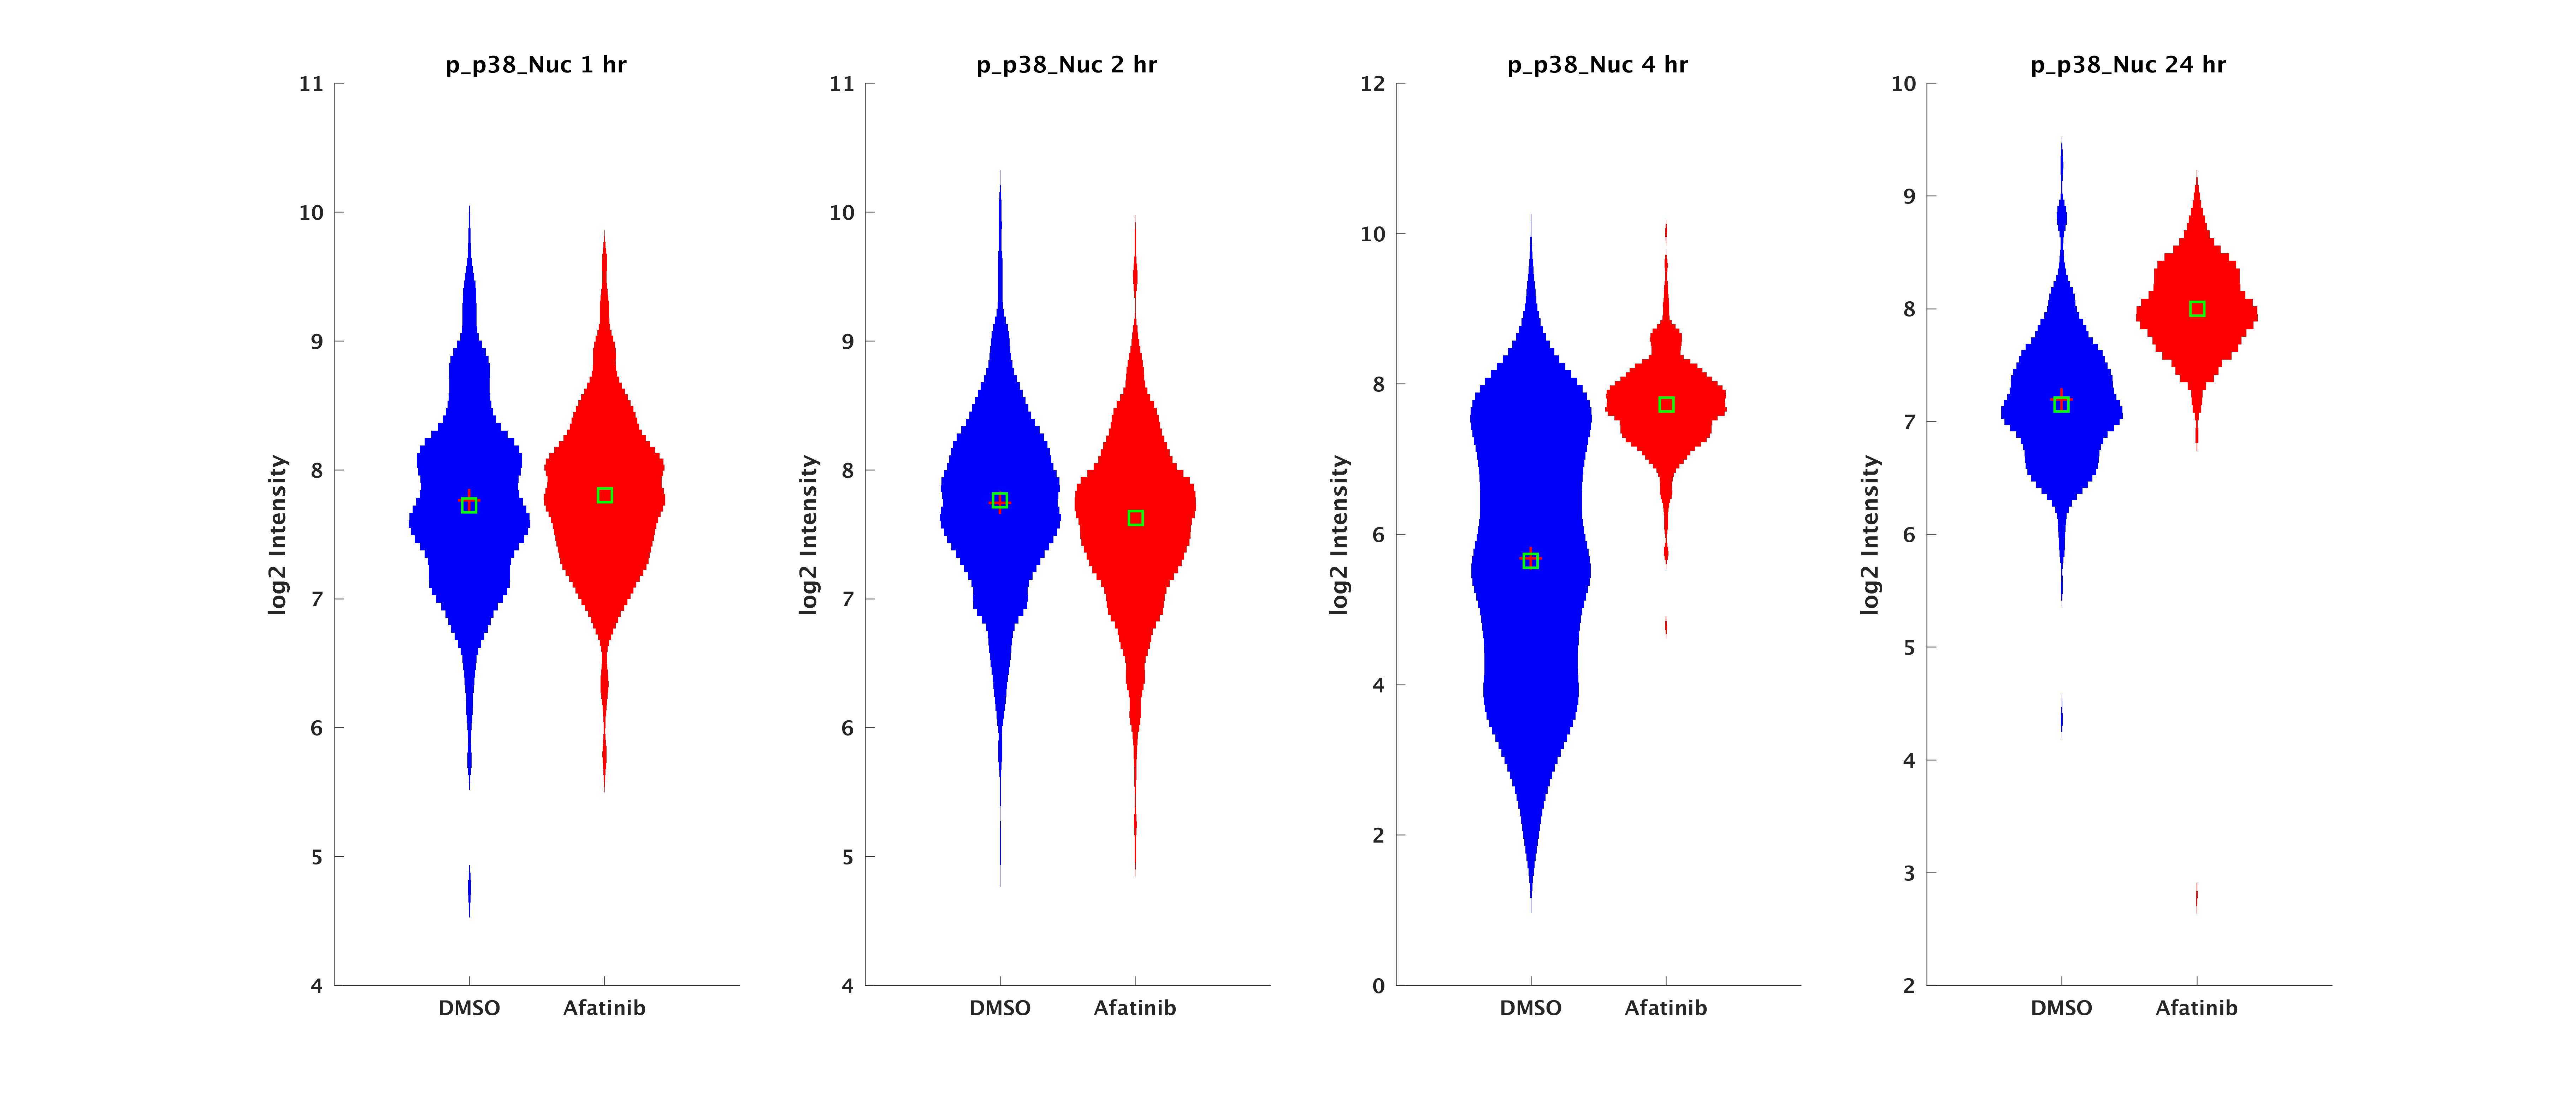 p_p38_Nuc 1 hr
log2 Intensity
11
10
9
8
7
6
5
4
DMSO
Afatinib
p_p38_Nuc 2 hr
log2 Intensity
11
10
9
8
7
6
5
4
DMSO
Afatinib
p_p38_Nuc 4 hr
log2 Intensity
12
10
8
6
4
2
0
DMSO
Afatinib
p_p38_Nuc 24 hr
log2 Intensity
10
9
8
7
6
5
4
3
2
DMSO
Afatinib